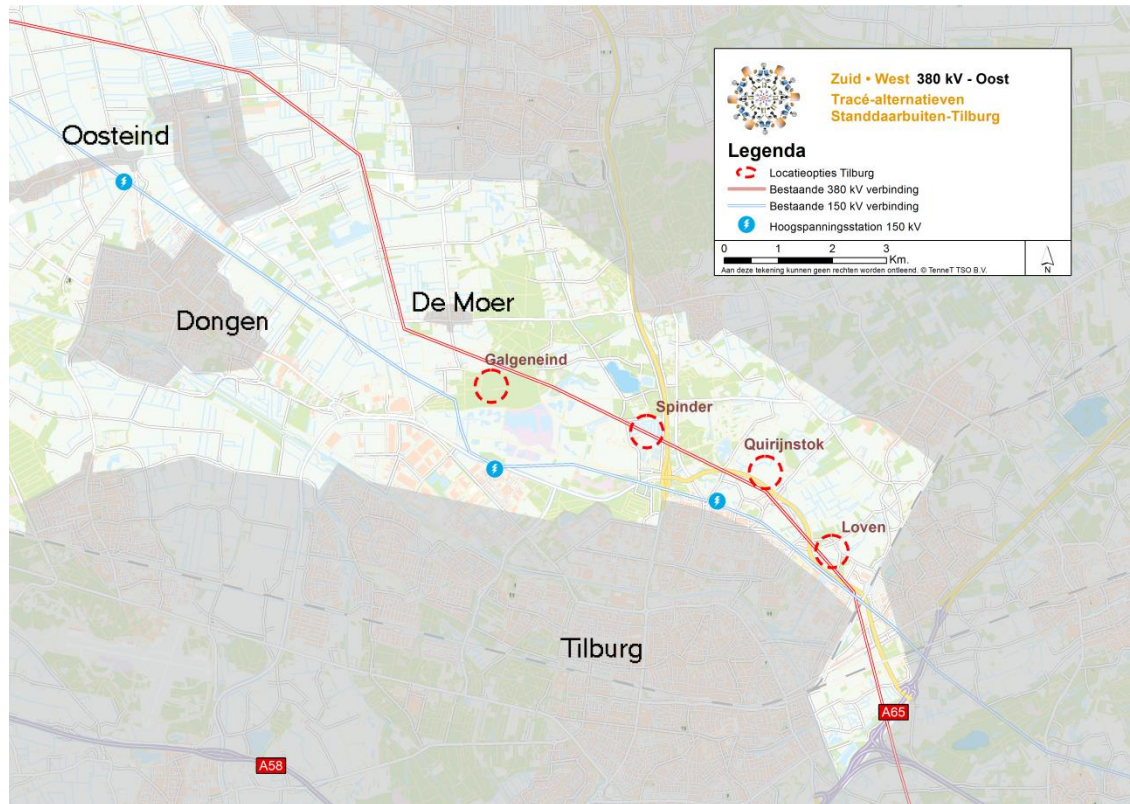 Zuid • West 380 kV - Oost
Tracé-alternatieven
Standdaarbuiten-Tilburg
Legenda
Locatieopties Tilburg
Bestaande 380 kV verbinding
Bestaande 150 kV verbinding
Hoogspanningsstation 150 kV
0 1 2 3
Km.
Aan deze tekening kunnen geen rechten worden ontleend. © TenneT TSO B.V.
N
Oosteind
Dongen
De Moer
Galgeneind
Spinder
Quirijnstok
Loven
Tilburg
A65
A58